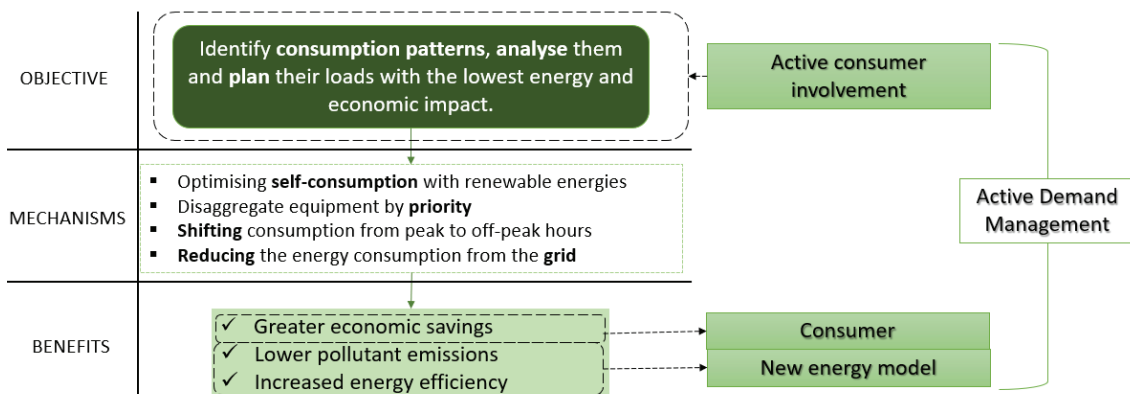 OBJECTIVE
Identify consumption patterns, analyse them
and plan their loads with the lowest energy and
economic impact.
Active consumer
involvement
MECHANISMS
▪ Optimising self-consumption with renewable energies
▪ Disaggregate equipment by priority
▪ Shifting consumption from peak to off-peak hours
▪ Reducing the energy consumption from the grid
Active Demand
Management
BENEFITS
✓ Greater economic savings
✓ Lower pollutant emissions
✓ Increased energy efficiency
Consumer
New energy model